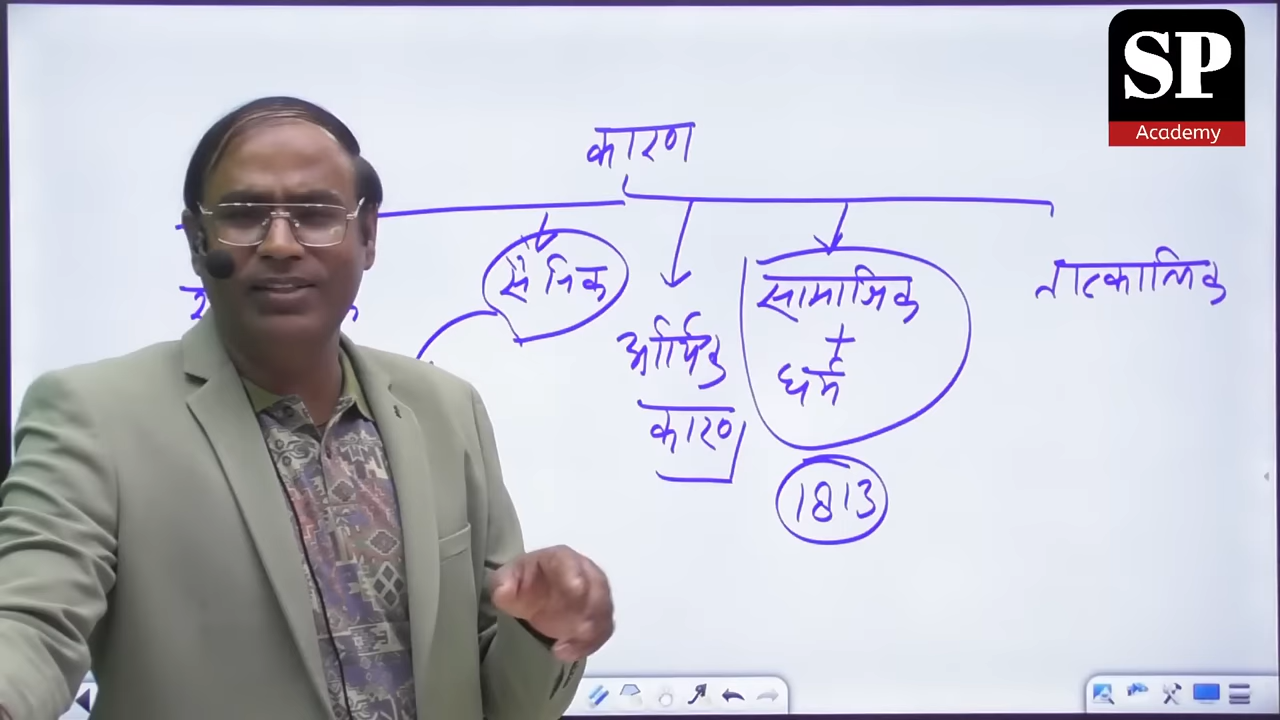 SP
Academy
कारण
सैनिक
आर्थिक
कारण
सामाजिक
+
धर्म
1813
तात्कालिक